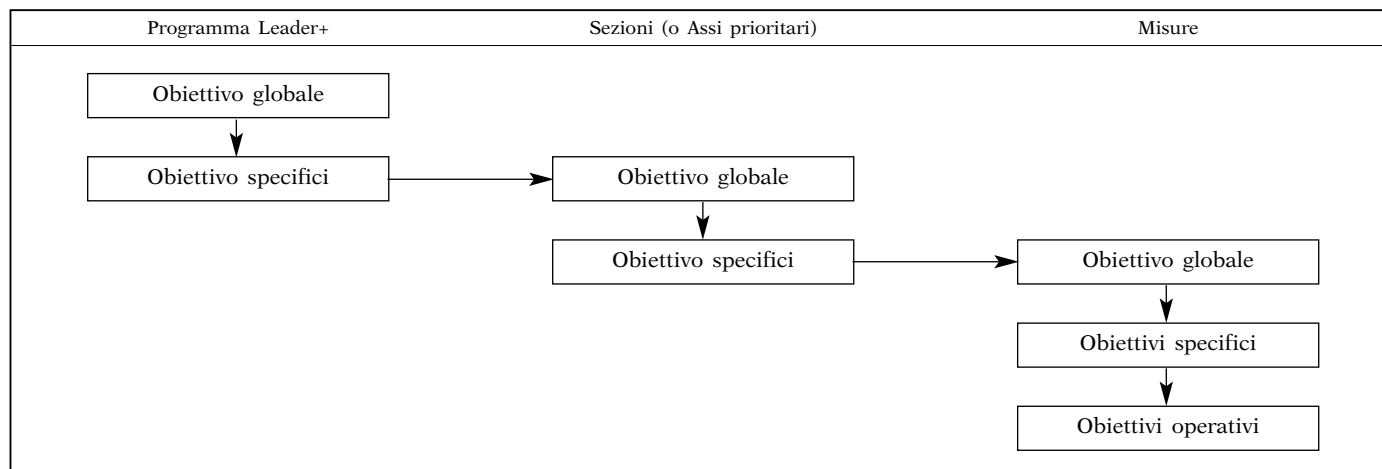 Programma Leader+ Sezioni (o Assi prioritari) Misure
Obiettivo globale
Obiettivo specifici Obiettivo globale
Obiettivo specifici Obiettivo globale
Obiettivi specifici
Obiettivi operativi